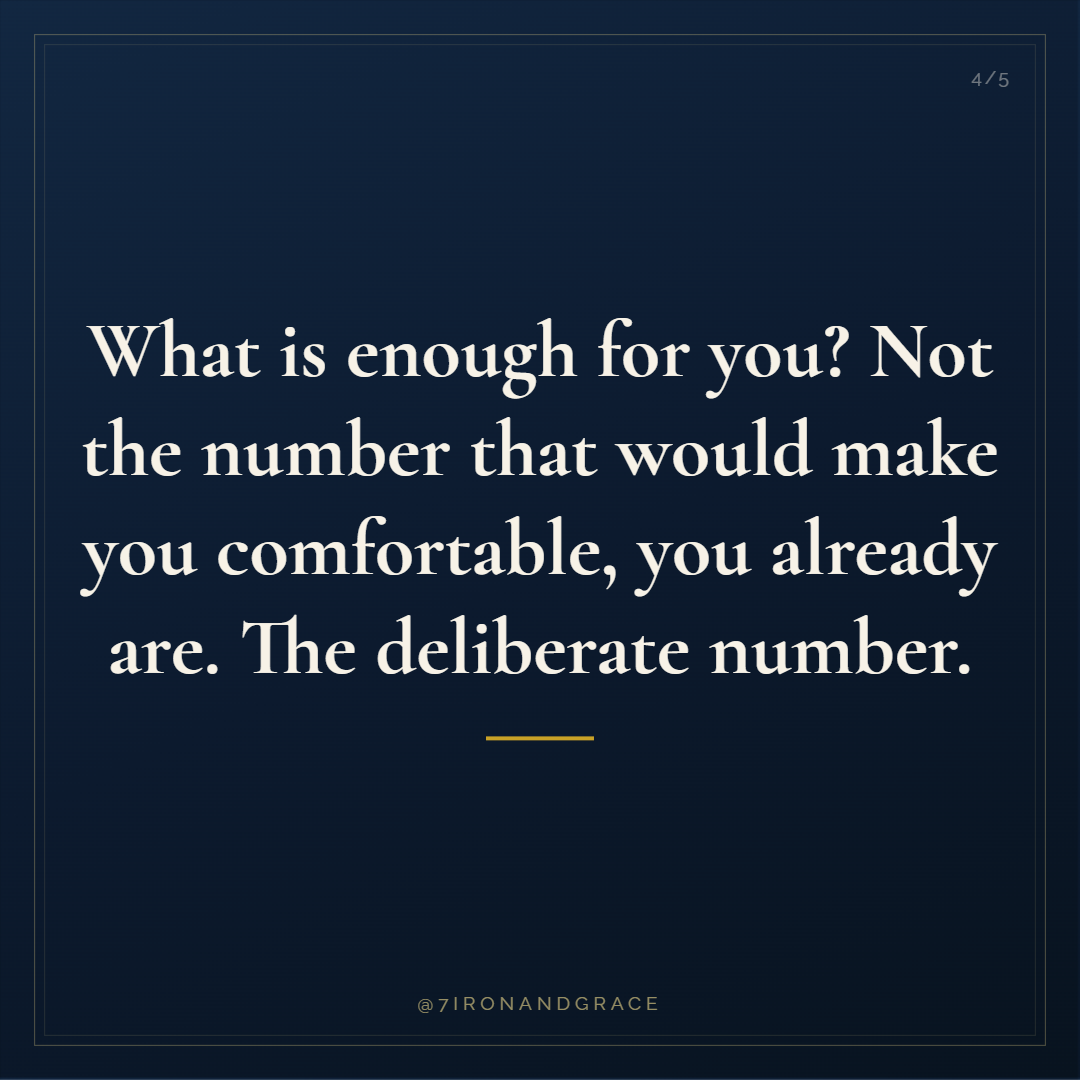 4/5
What is enough for you? Not
the number that would make
you comfortable, you already
are. The deliberate number.
@7IRONANDGRACE